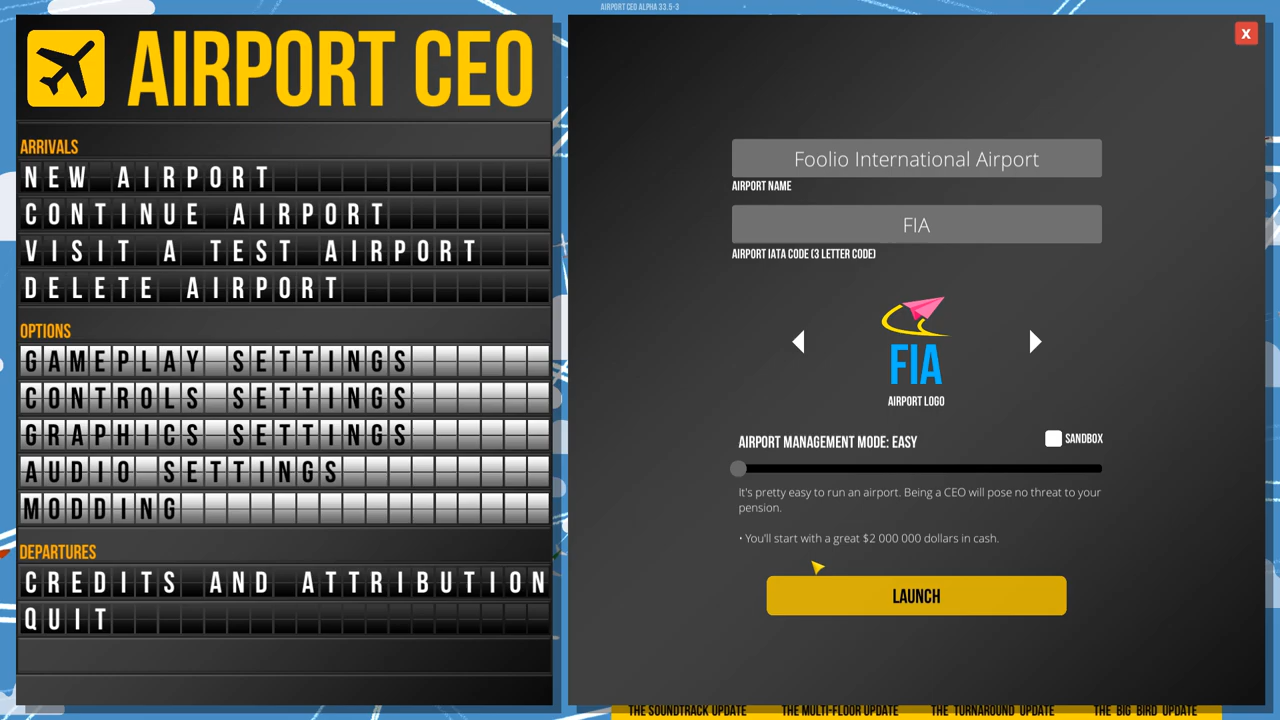 AIRPORT CEO ALPHA 33.5-3
AIRPORT CEO
ARRIVALS
NEW AIRPORT
CONTINUE AIRPORT
VISIT A TEST AIRPORT
DELETE AIRPORT
OPTIONS
GAMEPLAY SETTINGS
CONTROLS SETTINGS
GRAPHICS SETTINGS
AUDIO SETTINGS
MODDING
DEPARTURES
CREDITS AND ATTRIBUTION
QUIT
X
Foolio International Airport
AIRPORT NAME
FIA
AIRPORT IATA CODE (3 LETTER CODE)
FIA
AIRPORT LOGO
AIRPORT MANAGEMENT MODE: EASY
SANDBOX
It's pretty easy to run an airport. Being a CEO will pose no threat to your
pension.
• You'll start with a great $2 000 000 dollars in cash.
LAUNCH
THE SOUNDTRACK UPDATE
THE MULTI-FLOOR UPDATE
THE TURNAROUND UPDATE
THE BIG BIRD UPDATE